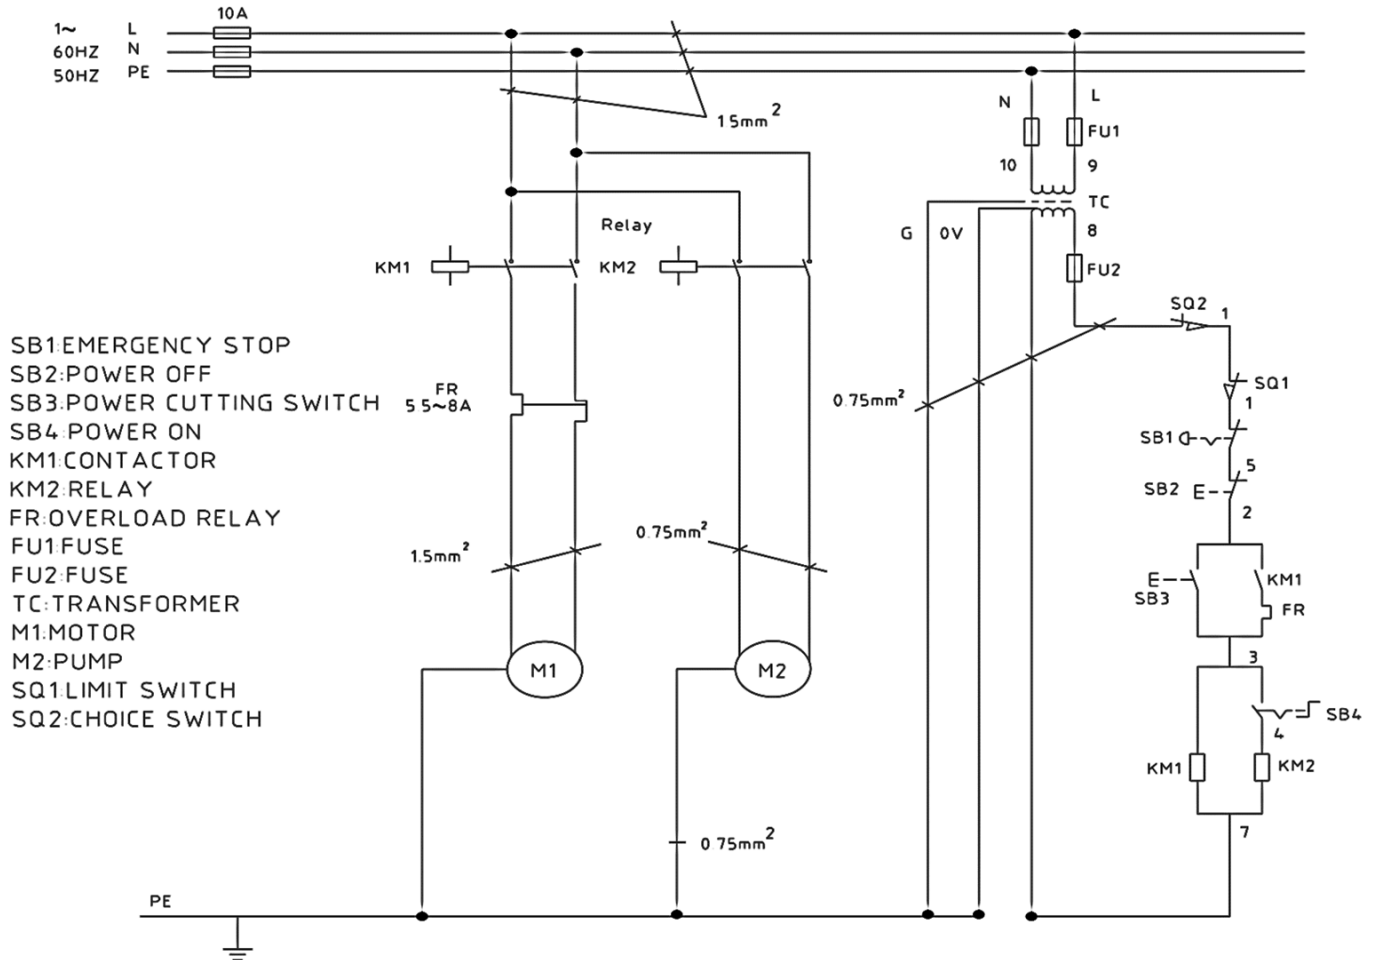 10A
1~ L
60HZ N
50HZ PE
15mm²
N L
FU1
10 9
TC
G 0V 8
Relay
KM1 KM2
FU2
SQ2 1
SB1:EMERGENCY STOP
SB2:POWER OFF
SB3:POWER CUTTING SWITCH
SB4:POWER ON
KM1:CONTACTOR
KM2:RELAY
FR:OVERLOAD RELAY
FU1:FUSE
FU2:FUSE
TC:TRANSFORMER
M1:MOTOR
M2:PUMP
SQ1:LIMIT SWITCH
SQ2:CHOICE SWITCH
FR
5.5~8A
0.75mm²
SQ1
1
SB1
5
SB2 E
2
1.5mm²
0.75mm²
E KM1
SB3 FR
3
M1 M2
SB4
4
KM1 KM2
7
0.75mm²
PE